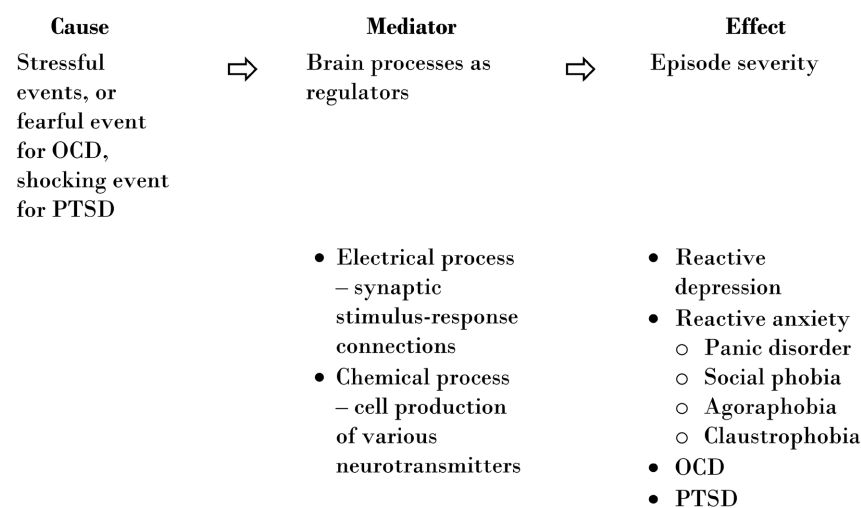 Cause
Mediator
Effect
Stressful
events, or
fearful event
for OCD,
shocking event
for PTSD
Brain processes as
regulators
Episode severity
• Electrical process
– synaptic
stimulus-response
connections
• Chemical process
– cell production
of various
neurotransmitters
• Reactive
depression
• Reactive anxiety
○ Panic disorder
○ Social phobia
○ Agoraphobia
○ Claustrophobia
• OCD
• PTSD